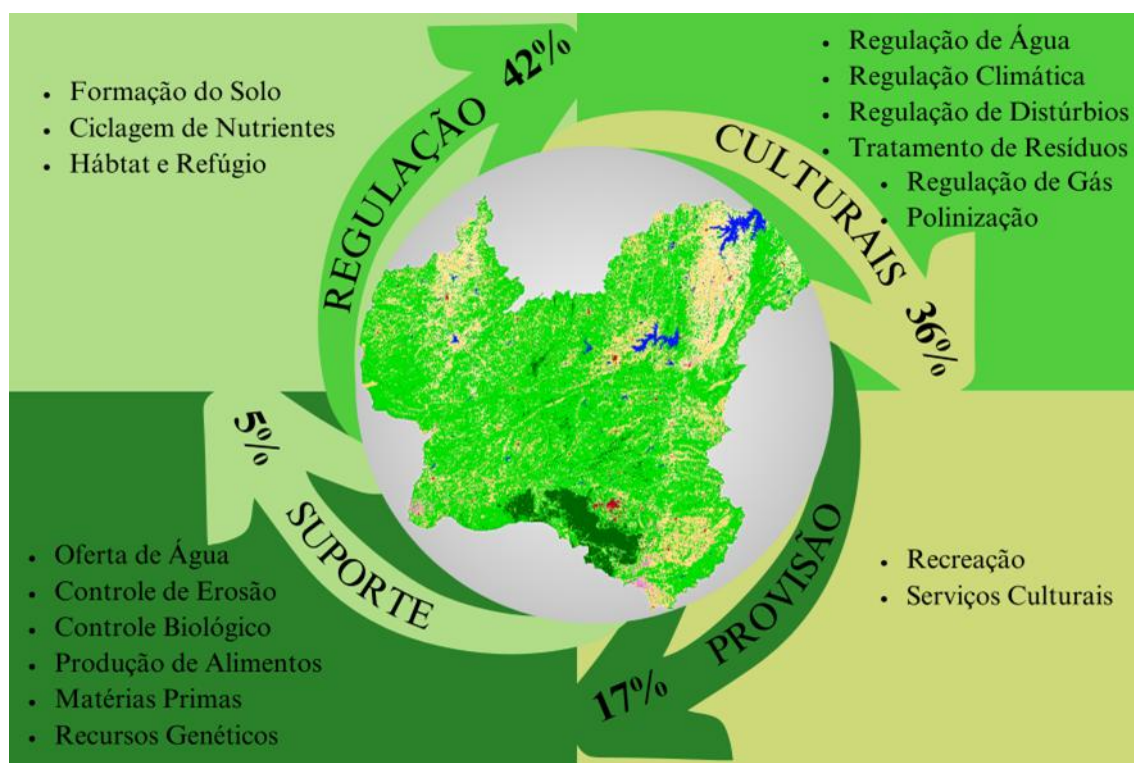 • Formação do Solo
• Ciclagem de Nutrientes
• Hábtat e Refúgio
REGULAÇÃO 42%
• Regulação de Água
• Regulação Climática
• Regulação de Distúrbios
• Tratamento de Resíduos
• Regulação de Gás
• Polinização
CULTURAIS 36%
SUPORTE 5%
• Oferta de Água
• Controle de Erosão
• Controle Biológico
• Produção de Alimentos
• Matérias Primas
• Recursos Genéticos
PROVISÃO 17%
• Recreação
• Serviços Culturais